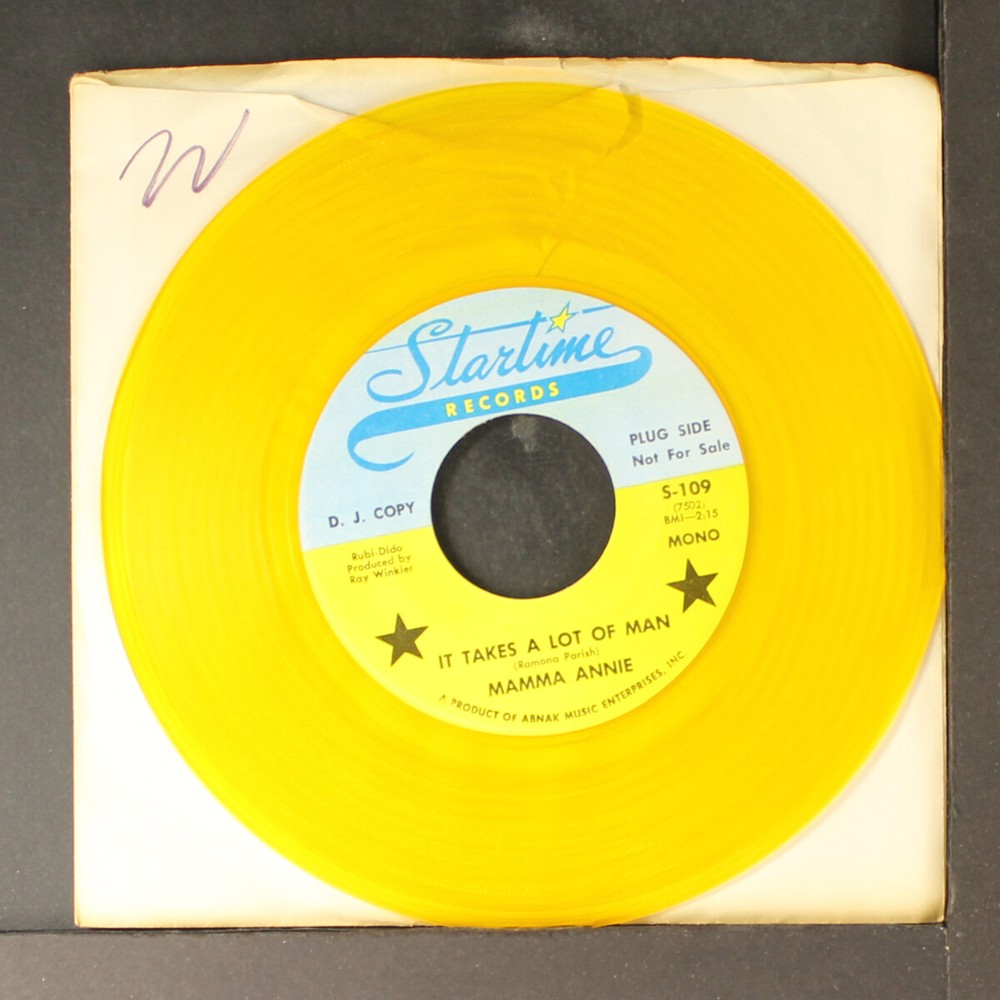 W
Startime
RECORDS
PLUG SIDE
Not For Sale
D. J. COPY
S-109
(7502)
BMI—2:15
MONO
Rubi-Dido
Produced by
Ray Winkler
IT TAKES A LOT OF MAN
(Ramona Parish)
MAMMA ANNIE
A PRODUCT OF ABNAK MUSIC ENTERPRISES, INC.